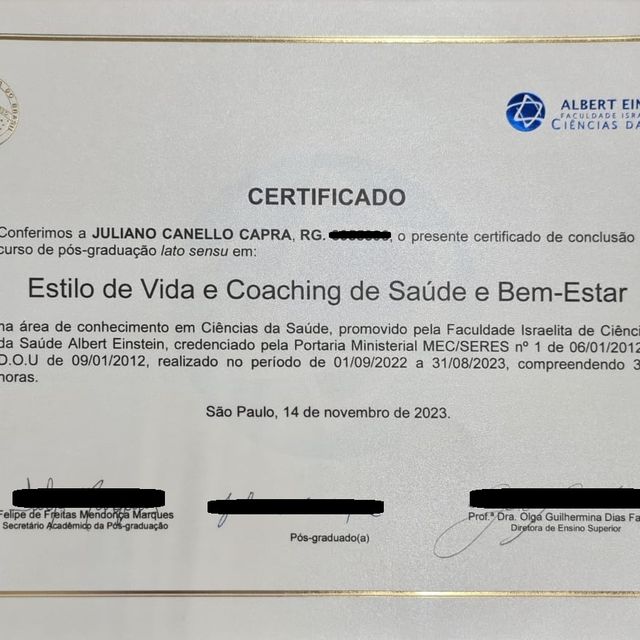 DO BRASIL
ALBERT EIN
FACULDADE ISRA
CIÊNCIAS DA
CERTIFICADO
Conferimos a JULIANO CANELLO CAPRA, RG. , o presente certificado de conclusão
curso de pós-graduação lato sensu em:
Estilo de Vida e Coaching de Saúde e Bem-Estar
na área de conhecimento em Ciências da Saúde, promovido pela Faculdade Israelita de Ciênci
da Saúde Albert Einstein, credenciado pela Portaria Ministerial MEC/SERES nº 1 de 06/01/2012
D.O.U de 09/01/2012, realizado no período de 01/09/2022 a 31/08/2023, compreendendo 3
horas.
São Paulo, 14 de novembro de 2023.
Felipe de Freitas Mendonça Marques
Secretário Acadêmico da Pós-graduação
Pós-graduado(a)
Prof.ª Dra. Olga Guilhermina Dias Fa
Diretora de Ensino Superior